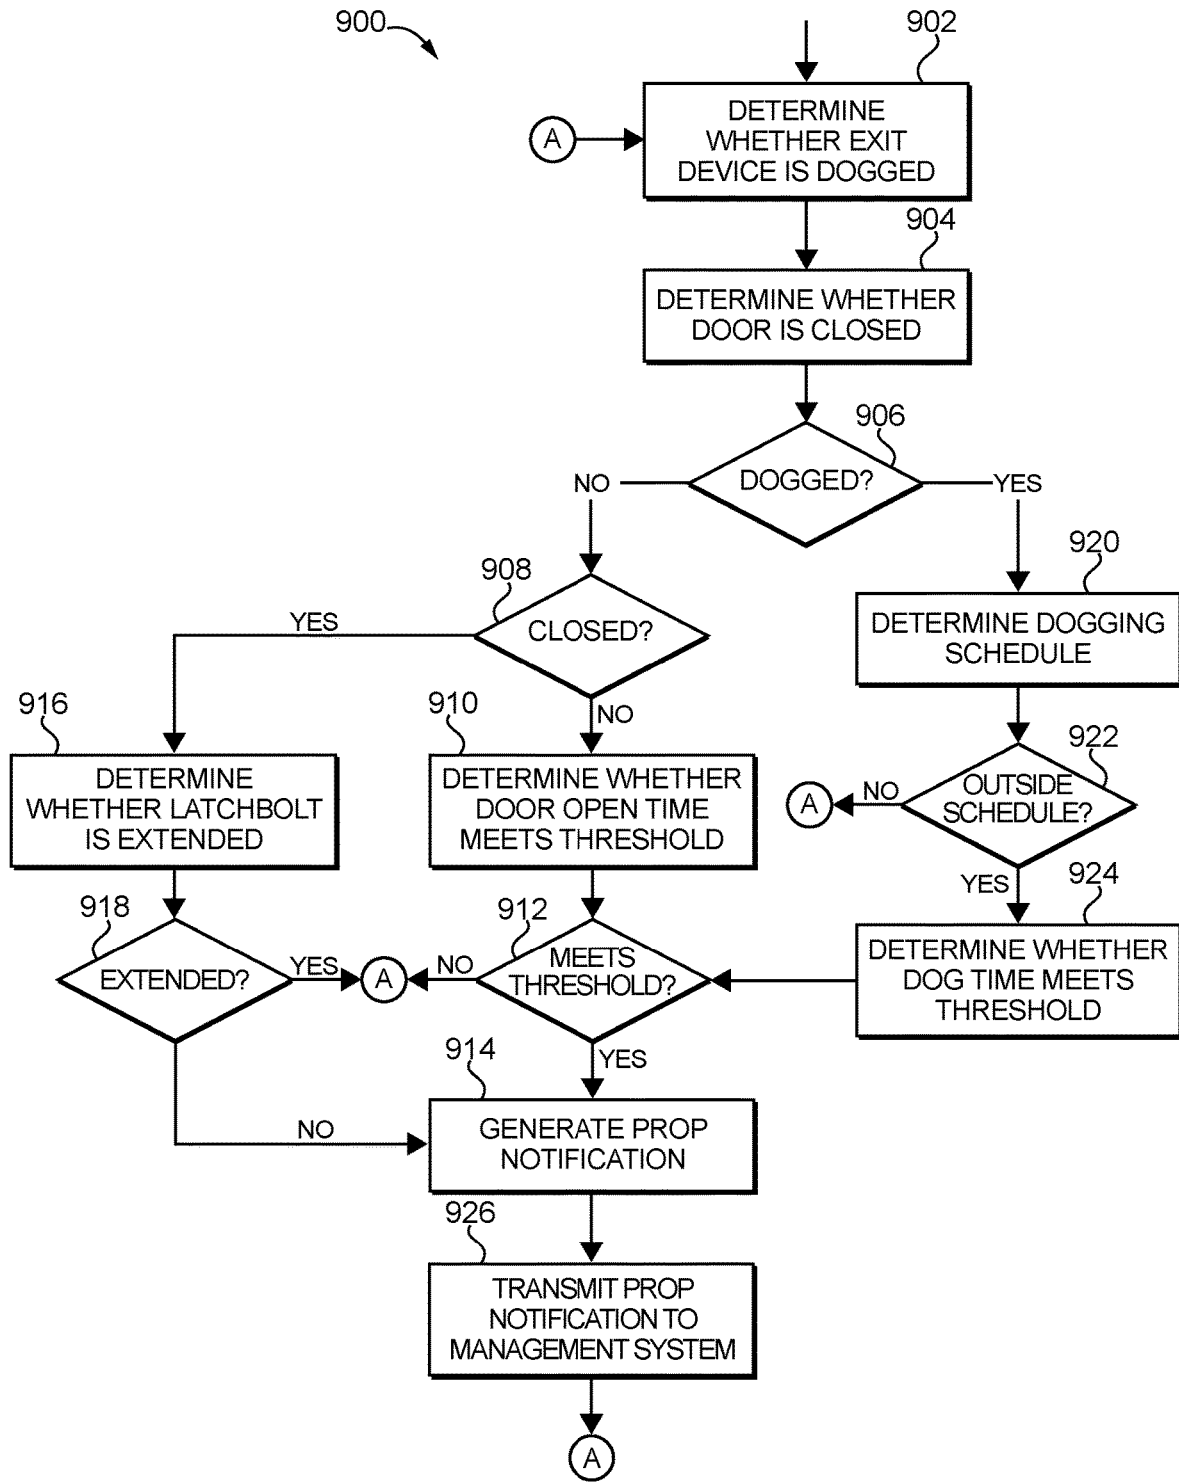 900
902
DETERMINE
WHETHER EXIT
DEVICE IS DOGGED
A
904
DETERMINE WHETHER
DOOR IS CLOSED
906
DOGGED?
NO
YES
908
CLOSED?
YES
NO
920
DETERMINE DOGGING
SCHEDULE
916
DETERMINE
WHETHER LATCHBOLT
IS EXTENDED
910
DETERMINE WHETHER
DOOR OPEN TIME
MEETS THRESHOLD
922
OUTSIDE
SCHEDULE?
NO
A
YES
924
DETERMINE WHETHER
DOG TIME MEETS
THRESHOLD
918
EXTENDED?
YES
A
NO
912
MEETS
THRESHOLD?
YES
NO
914
GENERATE PROP
NOTIFICATION
926
TRANSMIT PROP
NOTIFICATION TO
MANAGEMENT SYSTEM
A